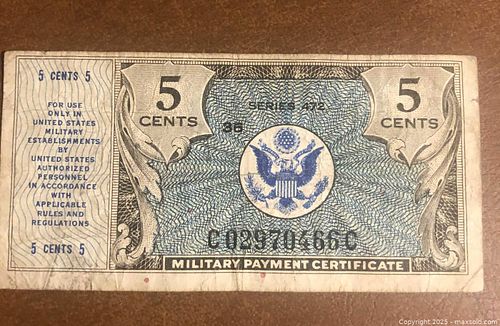 5 CENTS 5
FOR USE
ONLY IN
UNITED STATES
MILITARY
ESTABLISHMENTS
BY
UNITED STATES
AUTHORIZED
PERSONNEL
IN ACCORDANCE
WITH
APPLICABLE
RULES AND
REGULATIONS
5 CENTS 5
5
CENTS
SERIES 472
36
5
CENTS
C02970466C
MILITARY PAYMENT CERTIFICATE
Copyright 2025 - maxsold.com